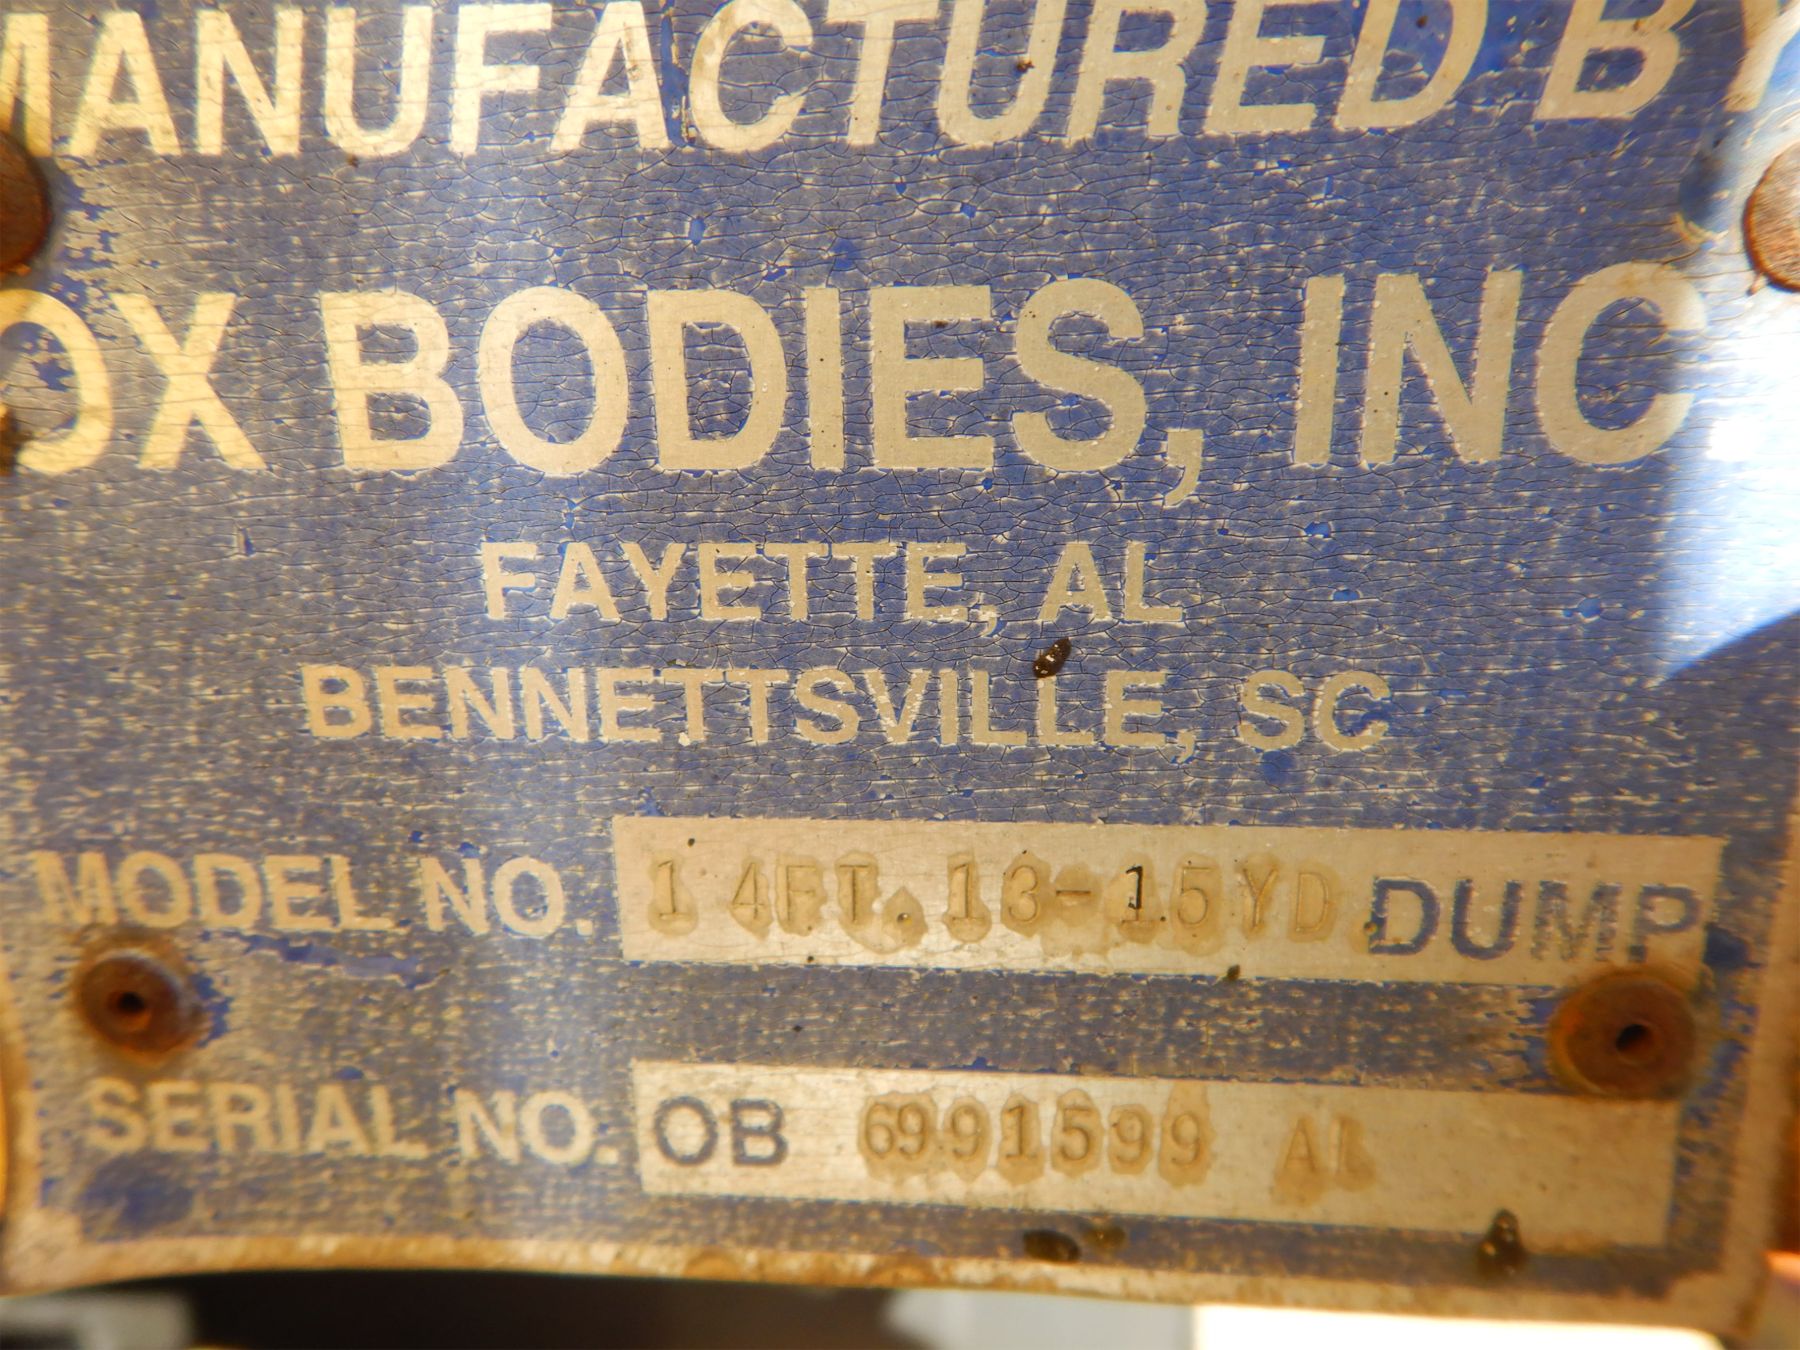 MANUFACTURED BY
OX BODIES, INC
FAYETTE, AL
BENNETTSVILLE, SC
MODEL NO. 14FT.13-15YD DUMP
SERIAL NO. OB 6991599 AL